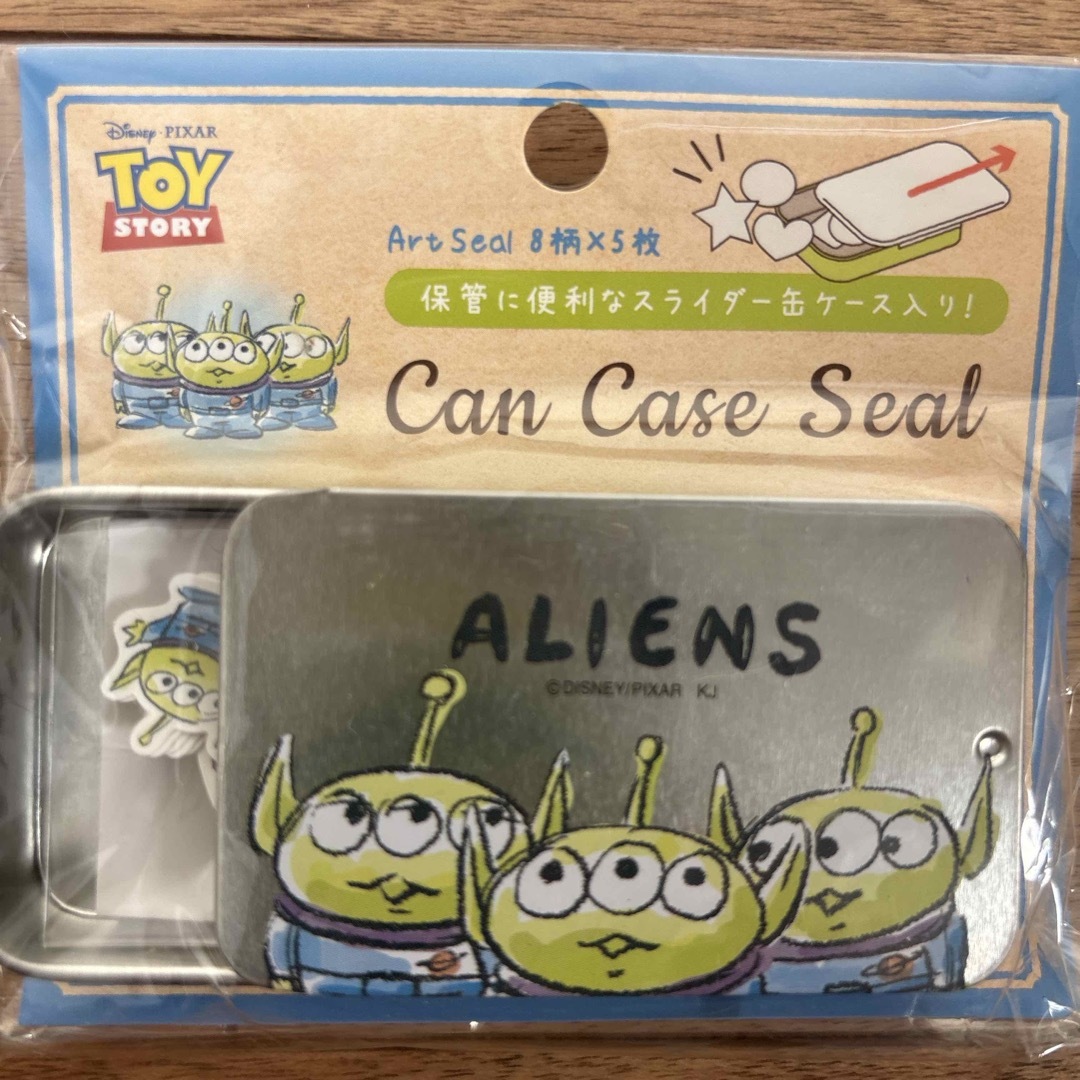 Disney・PIXAR
TOY
STORY
Art Seal 8柄×5枚
保管に便利なスライダー缶ケース入り!
Can Case Seal
ALIENS
©DISNEY/PIXAR KJ